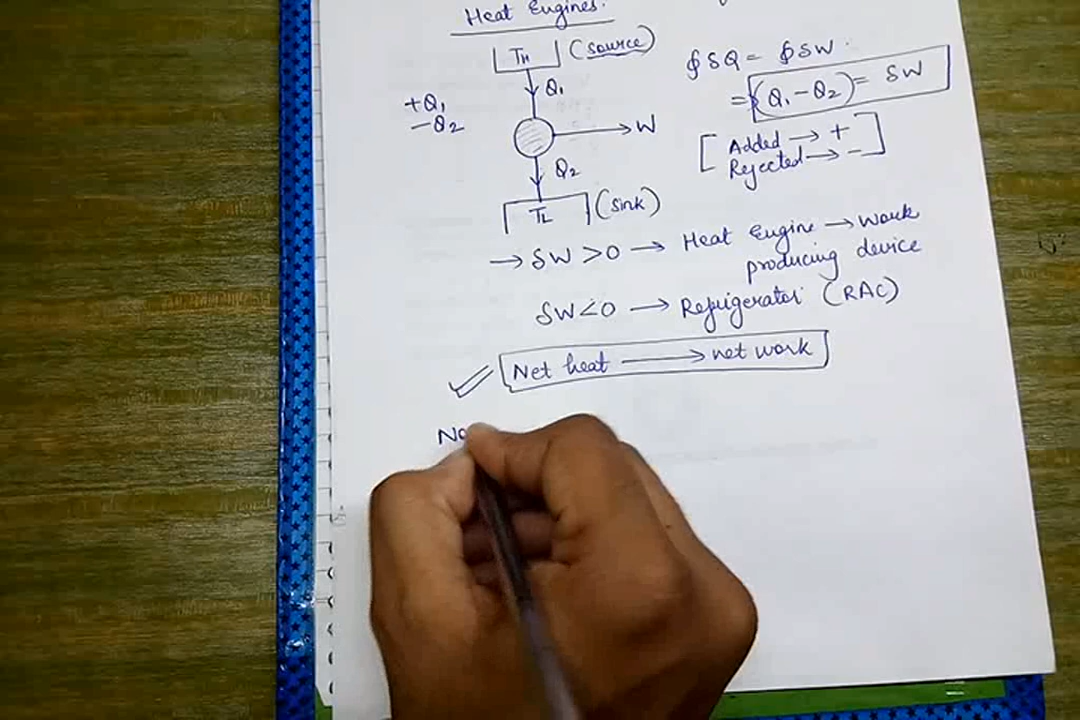 Heat Engines.
TH (source)
Q1
+Q1
-Q2
W
Q2
TL (Sink)
∮δQ = ∮δW.
= (Q1 - Q2) = δW
[Added → +]
Rejected → -
→ δW > 0 → Heat Engine → Work
producing device
δW < 0 → Refrigerator (RAC)
Net heat → net work
No